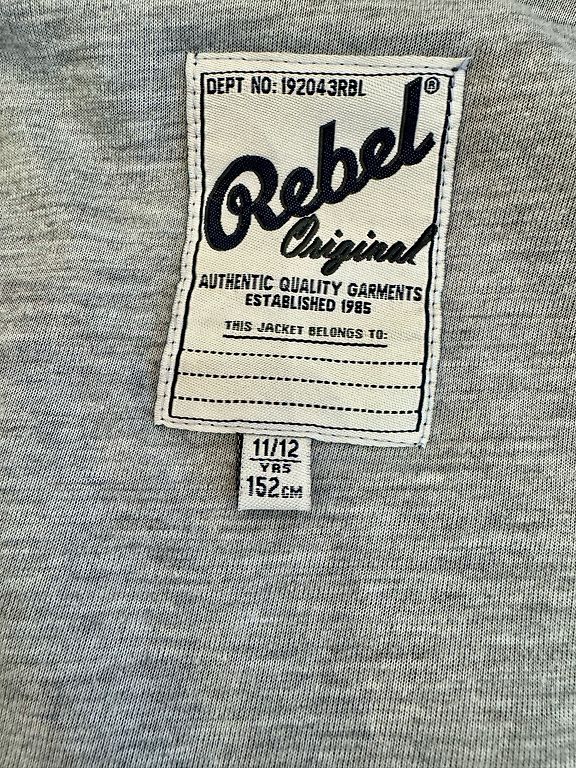 DEPT NO: 192043RBL
Rebel®
Original
AUTHENTIC QUALITY GARMENTS
ESTABLISHED 1985
THIS JACKET BELONGS TO:
11/12
YRS
152CM